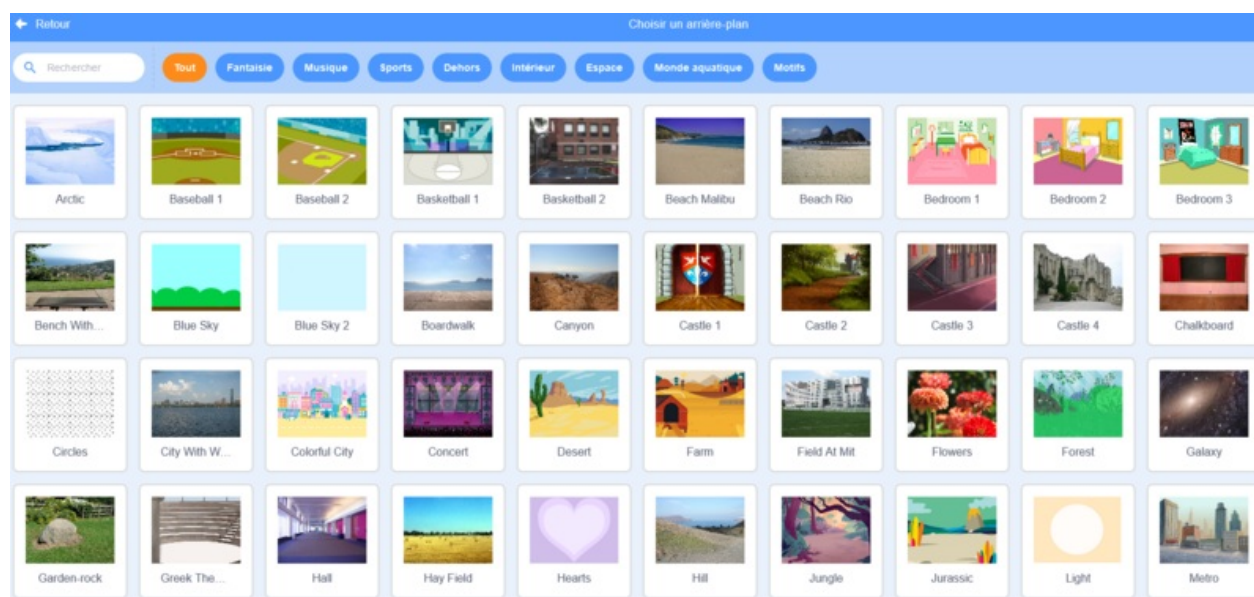 Retour
Choisir un arrière-plan
Rechercher
Tout Fantaisie Musique Sports Dehors Intérieur Espace Monde aquatique Motifs
Arctic Baseball 1 Baseball 2 Basketball 1 Basketball 2 Beach Malibu Beach Rio Bedroom 1 Bedroom 2 Bedroom 3
Bench With... Blue Sky Blue Sky 2 Boardwalk Canyon Castle 1 Castle 2 Castle 3 Castle 4 Chalkboard
Circles City With W... Colorful City Concert Desert Farm Field At Mit Flowers Forest Galaxy
Garden-rock Greek The... Hall Hay Field Hearts Hill Jungle Jurassic Light Metro